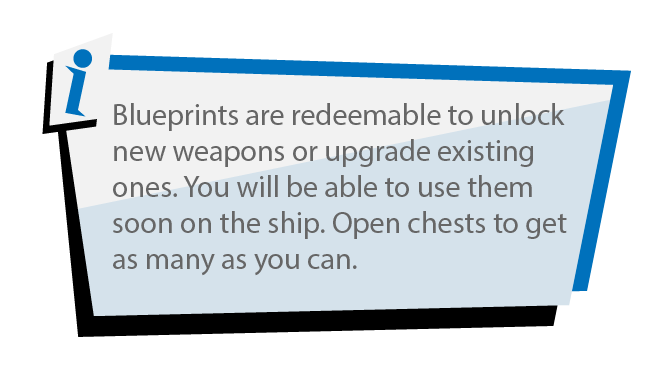 Blueprints are redeemable to unlock
new weapons or upgrade existing
ones. You will be able to use them
soon on the ship. Open chests to get
as many as you can.